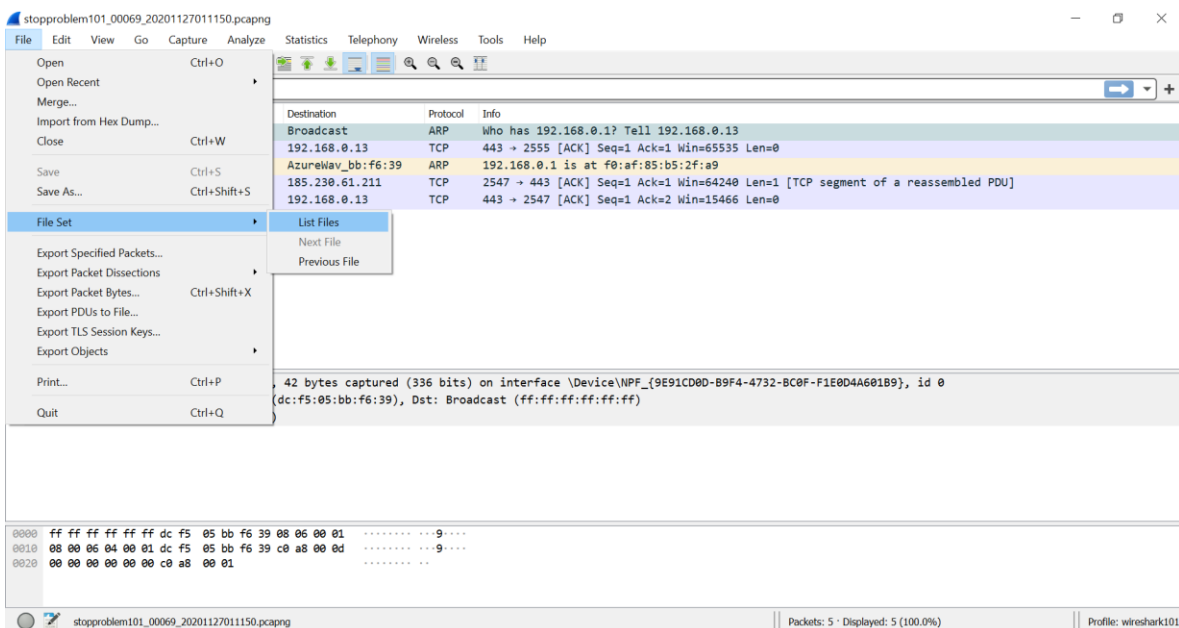 stopproblem101_00069_20201127011150.pcapng
File Edit View Go Capture Analyze Statistics Telephony Wireless Tools Help
Open Ctrl+O
Open Recent
Merge...
Import from Hex Dump...
Close Ctrl+W
Save Ctrl+S
Save As... Ctrl+Shift+S
File Set
List Files
Next File
Previous File
Export Specified Packets...
Export Packet Dissections
Export Packet Bytes... Ctrl+Shift+X
Export PDUs to File...
Export TLS Session Keys...
Export Objects
Print... Ctrl+P
Quit Ctrl+Q
Destination Protocol Info
Broadcast ARP Who has 192.168.0.1? Tell 192.168.0.13
192.168.0.13 TCP 443 → 2555 [ACK] Seq=1 Ack=1 Win=65535 Len=0
AzureWav_bb:f6:39 ARP 192.168.0.1 is at f0:af:85:b5:2f:a9
185.230.61.211 TCP 2547 → 443 [ACK] Seq=1 Ack=1 Win=64240 Len=1 [TCP segment of a reassembled PDU]
192.168.0.13 TCP 443 → 2547 [ACK] Seq=1 Ack=2 Win=15466 Len=0
, 42 bytes captured (336 bits) on interface \Device\NPF_{9E91CD0D-B9F4-4732-BC0F-F1E0D4A601B9}, id 0
(dc:f5:05:bb:f6:39), Dst: Broadcast (ff:ff:ff:ff:ff:ff)
)
0000 ff ff ff ff ff ff dc f5 05 bb f6 39 08 06 00 01 ········ ···9····
0010 08 00 06 04 00 01 dc f5 05 bb f6 39 c0 a8 00 0d ········ ···9····
0020 00 00 00 00 00 00 c0 a8 00 01 ········ ··
stopproblem101_00069_20201127011150.pcapng Packets: 5 · Displayed: 5 (100.0%) Profile: wireshark101